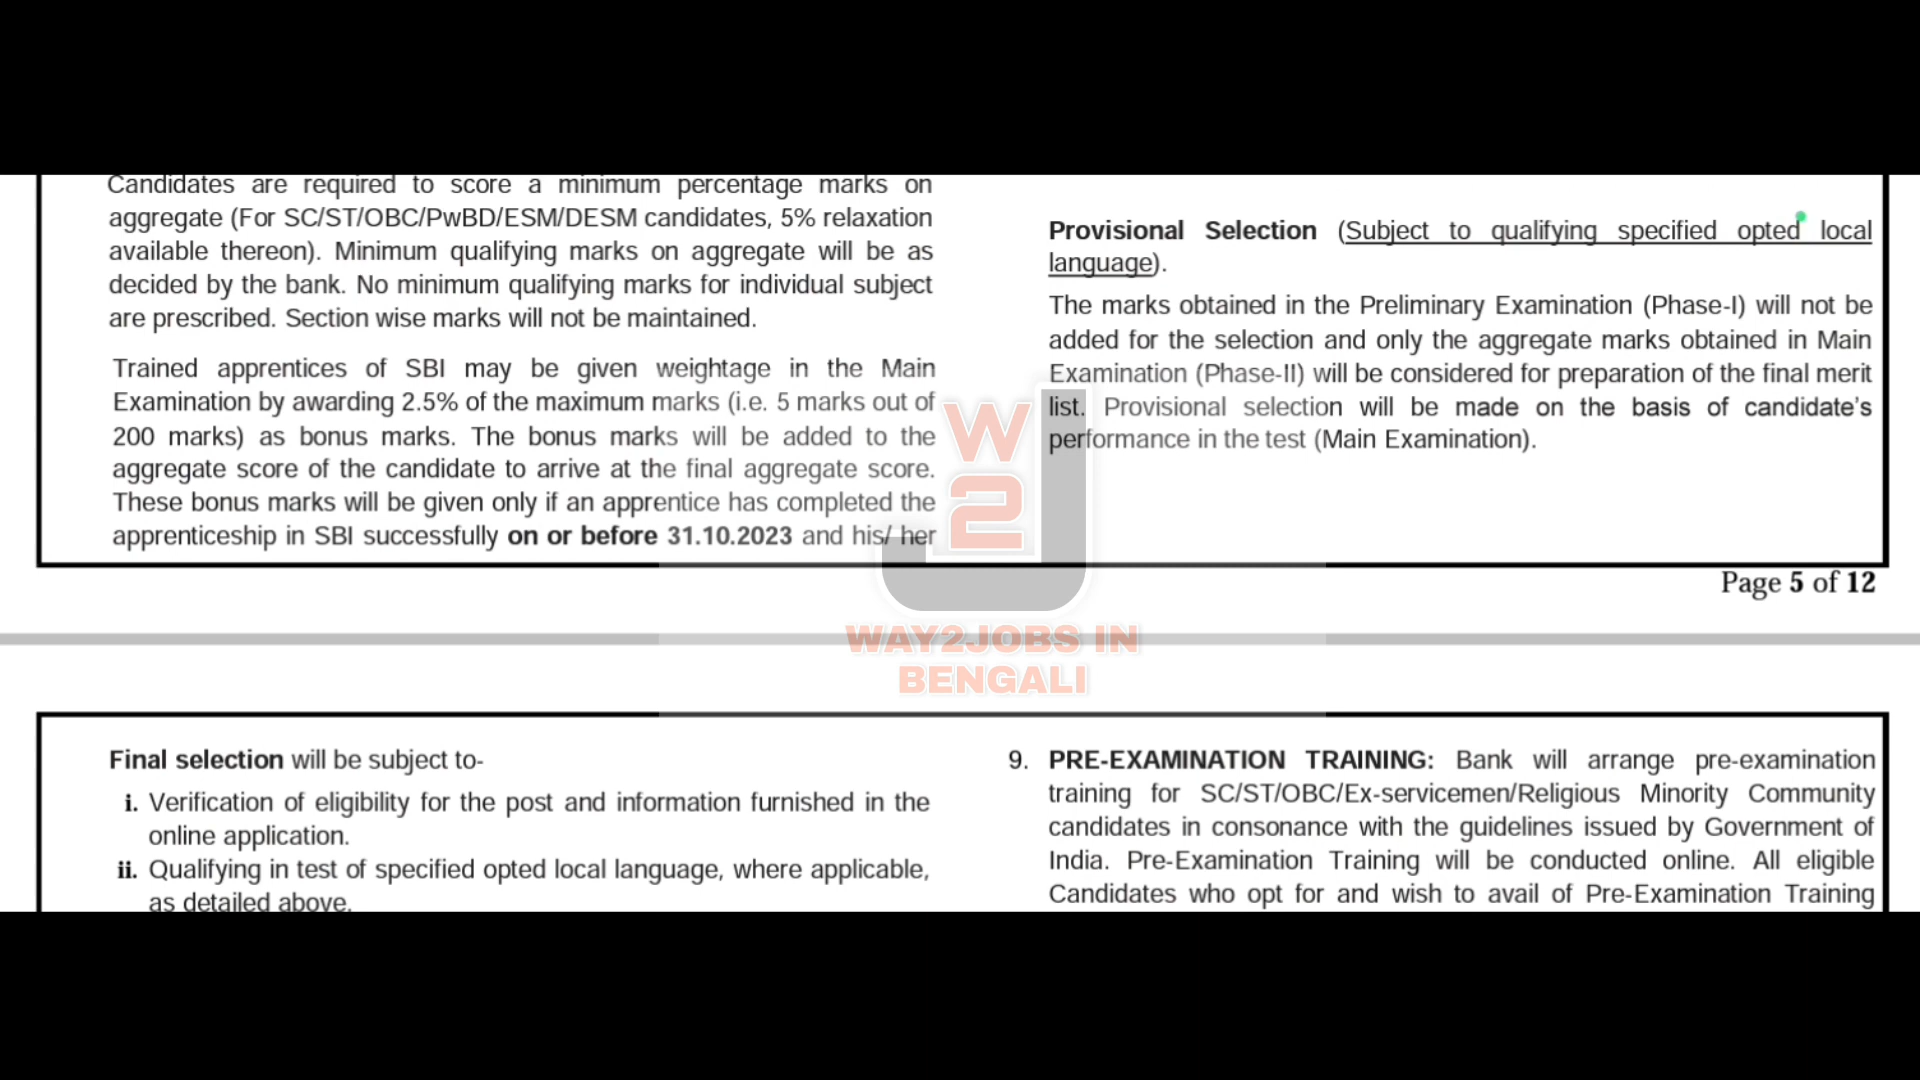 Candidates are required to score a minimum percentage marks on
aggregate (For SC/ST/OBC/PwBD/ESM/DESM candidates, 5% relaxation
available thereon). Minimum qualifying marks on aggregate will be as
decided by the bank. No minimum qualifying marks for individual subject
are prescribed. Section wise marks will not be maintained.
Trained apprentices of SBI may be given weightage in the Main
Examination by awarding 2.5% of the maximum marks (i.e. 5 marks out of
200 marks) as bonus marks. The bonus marks will be added to the
aggregate score of the candidate to arrive at the final aggregate score.
These bonus marks will be given only if an apprentice has completed the
apprenticeship in SBI successfully on or before 31.10.2023 and his/ her
Provisional Selection (Subject to qualifying specified opted local
language).
The marks obtained in the Preliminary Examination (Phase-I) will not be
added for the selection and only the aggregate marks obtained in Main
Examination (Phase-II) will be considered for preparation of the final merit
list. Provisional selection will be made on the basis of candidate's
performance in the test (Main Examination).
Page 5 of 12
W
2
J
WAY2JOBS IN
BENGALI
Final selection will be subject to-
i. Verification of eligibility for the post and information furnished in the
online application.
ii. Qualifying in test of specified opted local language, where applicable,
as detailed above.
9. PRE-EXAMINATION TRAINING: Bank will arrange pre-examination
training for SC/ST/OBC/Ex-servicemen/Religious Minority Community
candidates in consonance with the guidelines issued by Government of
India. Pre-Examination Training will be conducted online. All eligible
Candidates who opt for and wish to avail of Pre-Examination Training